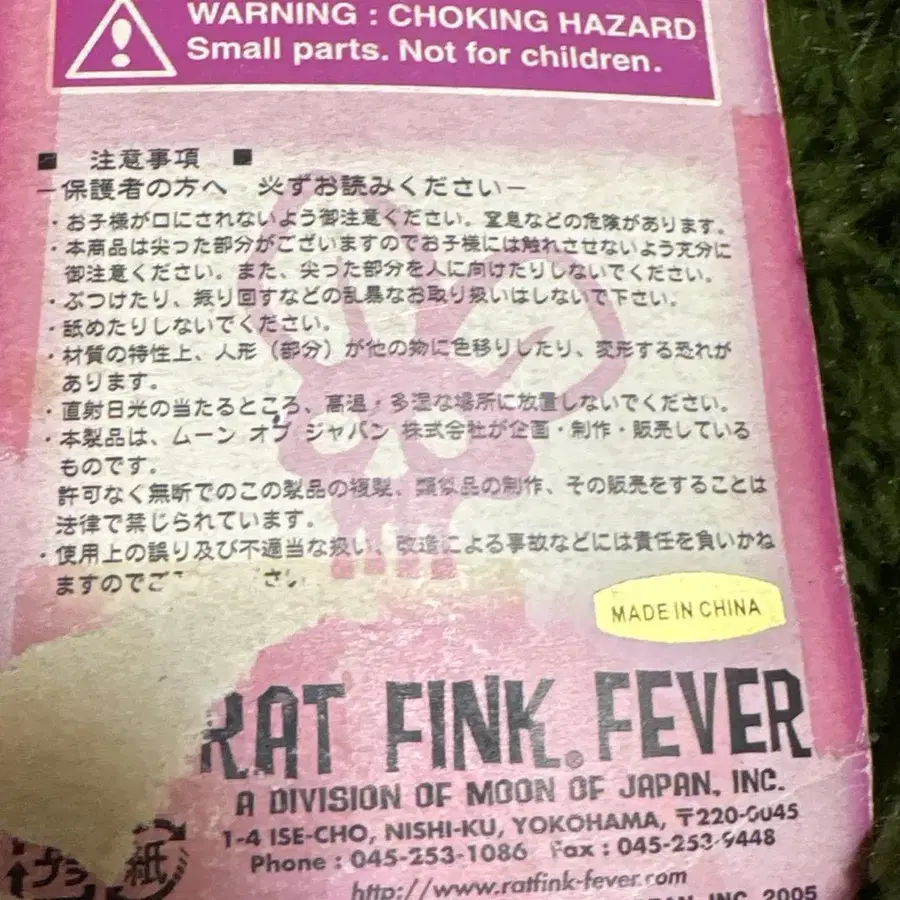 WARNING : CHOKING HAZARD
Small parts. Not for children.
■ 注意事項 ■
ー保護者の方へ 必ずお読みくださいー
・お子様が口にされないよう御注意ください。窒息などの危険があります。
・本商品は尖った部分がございますのでお子様には触れさせないよう充分に
御注意ください。また、尖った部分を人に向けたりしないでください。
・ぶつけたり、振り回すなどの乱暴なお取り扱いはしないで下さい。
・舐めたりしないでください。
・材質の特性上、人形（部分）が他の物に色移りしたり、変形する恐れが
あります。
・直射日光の当たるところ、高温・多湿な場所に放置しないでください。
・本製品は、ムーン オブ ジャパン 株式会社が企画・制作・販売している
ものです。
許可なく無断でのこの製品の複製、類似品の制作、その販売をすることは
法律で禁じられています。
・使用上の誤り及び不適当な扱い、改造による事故などには責任を負いかね
ますのでご さい
MADE IN CHINA
RAT FINK® FEVER
A DIVISION OF MOON OF JAPAN, INC.
1-4 ISE-CHO, NISHI-KU, YOKOHAMA, 〒220-0045
Phone : 045-253-1086 Fax : 045-253-9448
プラ 紙
http://www.ratfink-fever.com
INC. 2005